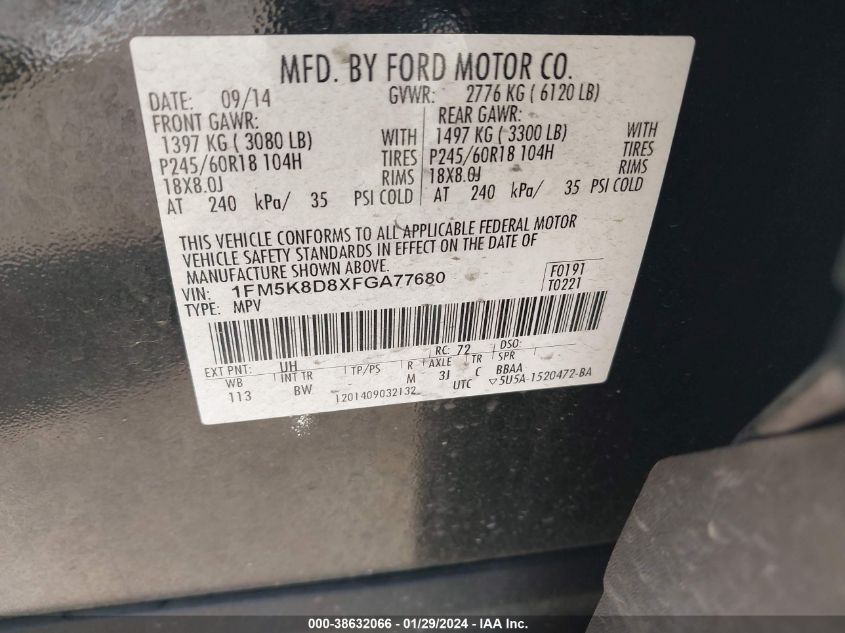 MFD. BY FORD MOTOR CO.
DATE: 09/14 GVWR: 2776 KG ( 6120 LB)
FRONT GAWR: REAR GAWR:
1397 KG ( 3080 LB) WITH 1497 KG ( 3300 LB) WITH
P245/60R18 104H TIRES P245/60R18 104H TIRES
18X8.0J RIMS 18X8.0J RIMS
AT 240 kPa/ 35 PSI COLD AT 240 kPa/ 35 PSI COLD
THIS VEHICLE CONFORMS TO ALL APPLICABLE FEDERAL MOTOR
VEHICLE SAFETY STANDARDS IN EFFECT ON THE DATE OF
MANUFACTURE SHOWN ABOVE.
VIN: 1FM5K8D8XFGA77680 F0191
TYPE: MPV T0221
EXT PNT: UH RC: 72 DSO:
WB INT TR TP/PS R AXLE TR SPR
113 BW M 3J C BBAA
1201409032132 UTC ▽5U5A-1520472-BA
000-38632066 - 01/29/2024 - IAA Inc.